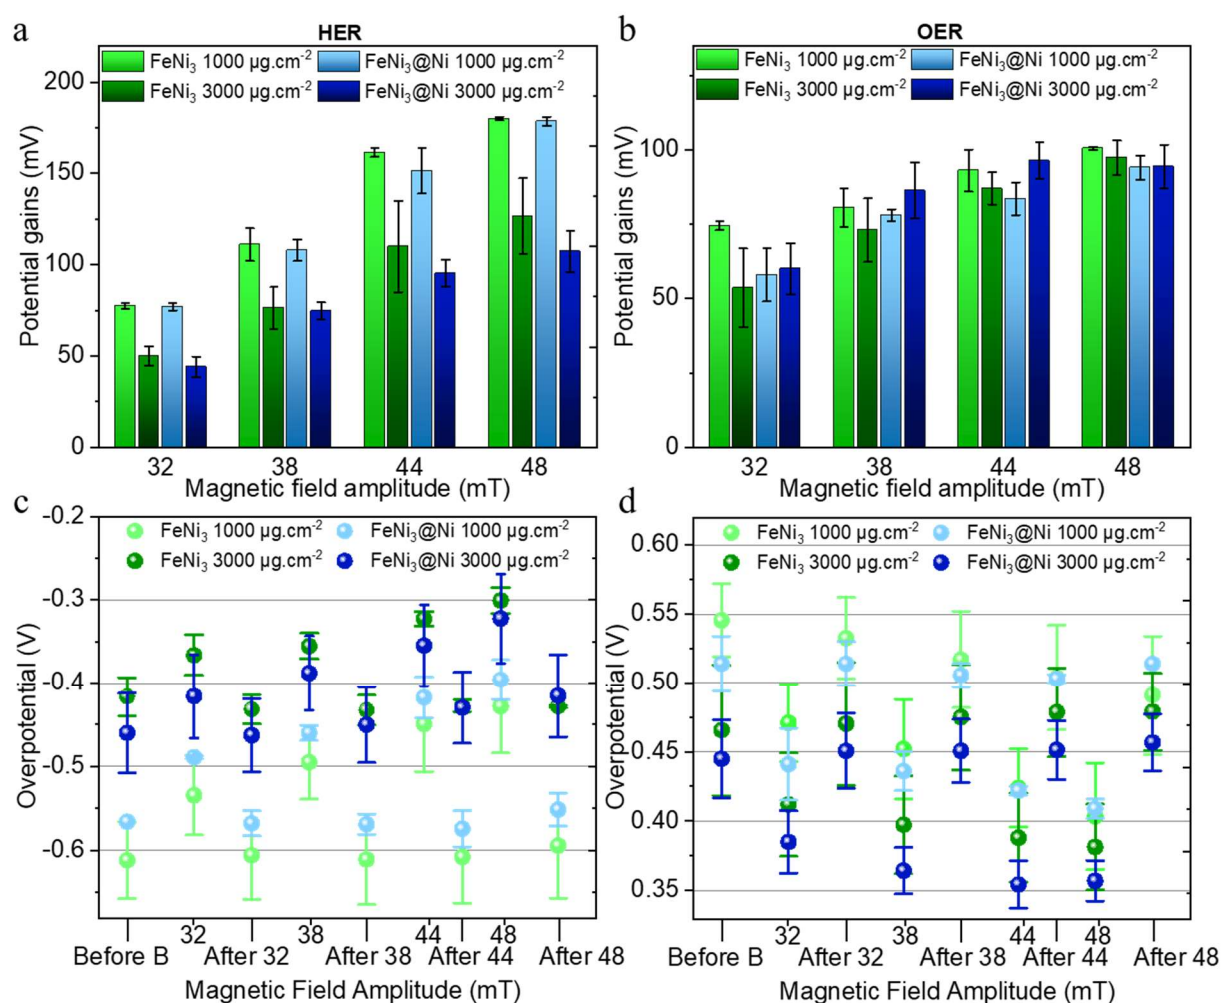 a
HER
FeNi₃ 1000 µg.cm⁻² FeNi₃@Ni 1000 µg.cm⁻²
FeNi₃ 3000 µg.cm⁻² FeNi₃@Ni 3000 µg.cm⁻²
Potential gains (mV)
200
150
100
50
0
32 38 44 48
Magnetic field amplitude (mT)
b
OER
FeNi₃ 1000 µg.cm⁻² FeNi₃@Ni 1000 µg.cm⁻²
FeNi₃ 3000 µg.cm⁻² FeNi₃@Ni 3000 µg.cm⁻²
Potential gains (mV)
100
50
0
32 38 44 48
Magnetic field amplitude (mT)
c
FeNi₃ 1000 µg.cm⁻² FeNi₃@Ni 1000 µg.cm⁻²
FeNi₃ 3000 µg.cm⁻² FeNi₃@Ni 3000 µg.cm⁻²
Overpotential (V)
-0.2
-0.3
-0.4
-0.5
-0.6
32 38 44 48
Before B After 32 After 38 After 44 After 48
Magnetic Field Amplitude (mT)
d
FeNi₃ 1000 µg.cm⁻² FeNi₃@Ni 1000 µg.cm⁻²
FeNi₃ 3000 µg.cm⁻² FeNi₃@Ni 3000 µg.cm⁻²
Overpotential (V)
0.60
0.55
0.50
0.45
0.40
0.35
32 38 44 48
Before B After 32 After 38 After 44 After 48
Magnetic Field Amplitude (mT)